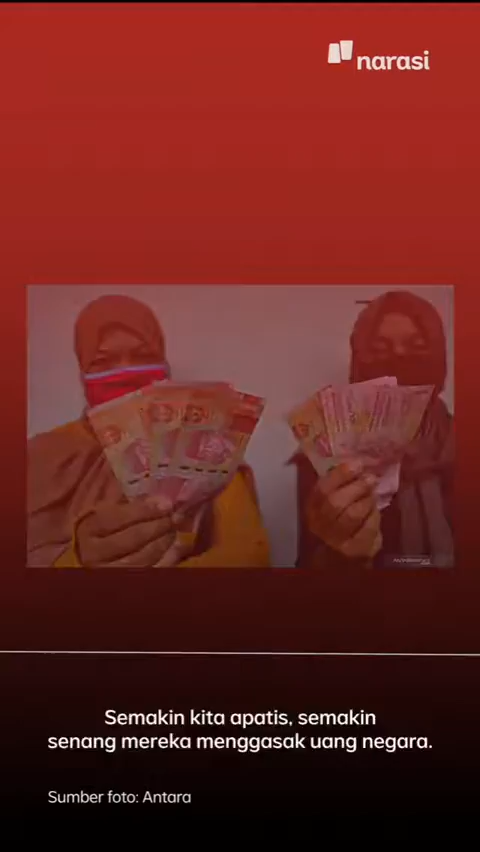 narasi
Semakin kita apatis, semakin
senang mereka menggasak uang negara.
Sumber foto: Antara